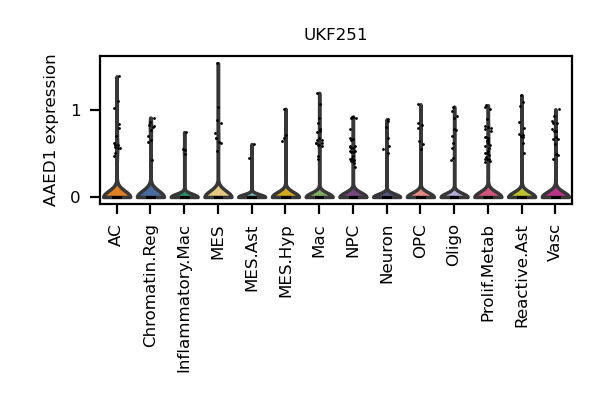 UKF251
AAED1 expression
1
0
AC
Chromatin.Reg
Inflammatory.Mac
MES
MES.Ast
MES.Hyp
Mac
NPC
Neuron
OPC
Oligo
Prolif.Metab
Reactive.Ast
Vasc